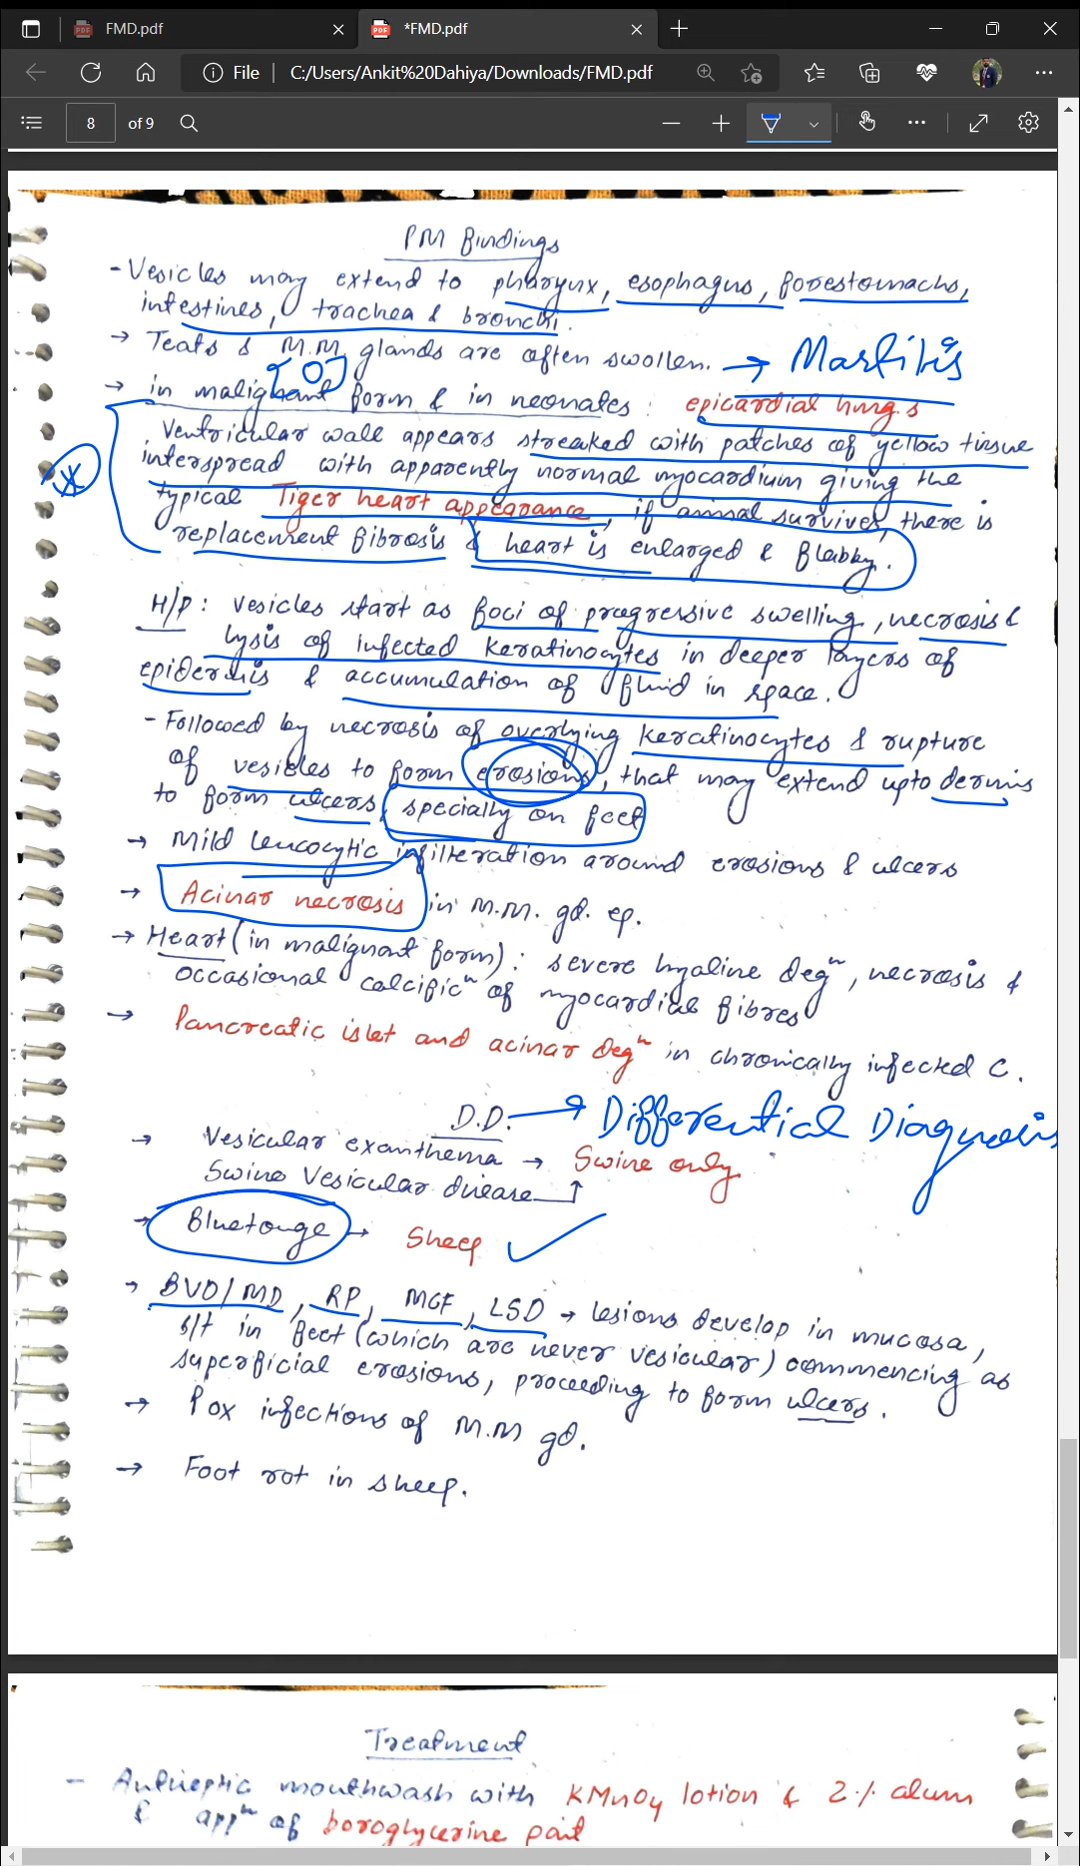 FMD.pdf
*FMD.pdf
File
C:/Users/Ankit%20Dahiya/Downloads/FMD.pdf
8 of 9
PM Findings
- Vesicles may extend to pharynx, esophagus, forestomachs,
intestines, trachea & bronchi.
→ Teats & M.M. glands are often swollen. → Mastitis
→ in malignant form & in neonates : epicardial hmg.s
Ventricular wall appears streaked with patches of yellow tissue
interspread with apparently normal myocardium giving the
typical Tiger heart appearance, if animal survives, there is
replacement fibrosis & heart is enlarged & flabby.
H/P : Vesicles start as foci of progressive swelling, necrosis &
lysis of infected keratinocytes in deeper layers of
epidermis & accumulation of fluid in space.
- Followed by necrosis of overlying keratinocytes & rupture
of vesicles to form erosions, that may extend upto dermis
to form ulcers, specially on feet
→ Mild leucocytic infilteration around erosions & ulcers
→ Acinar necrosis in M.M. gd. ep.
→ Heart (in malignant form) : severe hyaline degⁿ, necrosis &
occasional calcificⁿ of myocardial fibres
→ Pancreatic islet and acinar degⁿ in chronically infected C.
D.D. → Differential Diagnosis
→ Vesicular exanthema → Swine only
Swine Vesicular disease
→ Bluetounge → Sheep
→ BVD/MD, RP, MCF, LSD → lesions develop in mucosa,
s/t in feet (which are never vesicular) commencing as
superficial erosions, proceeding to form ulcers.
→ Pox infections of M.M gd.
→ Foot rot in sheep.
Treatment
- Antiseptic mouthwash with KMnO4 lotion & 2% alum
& appⁿ of boroglycerine pait